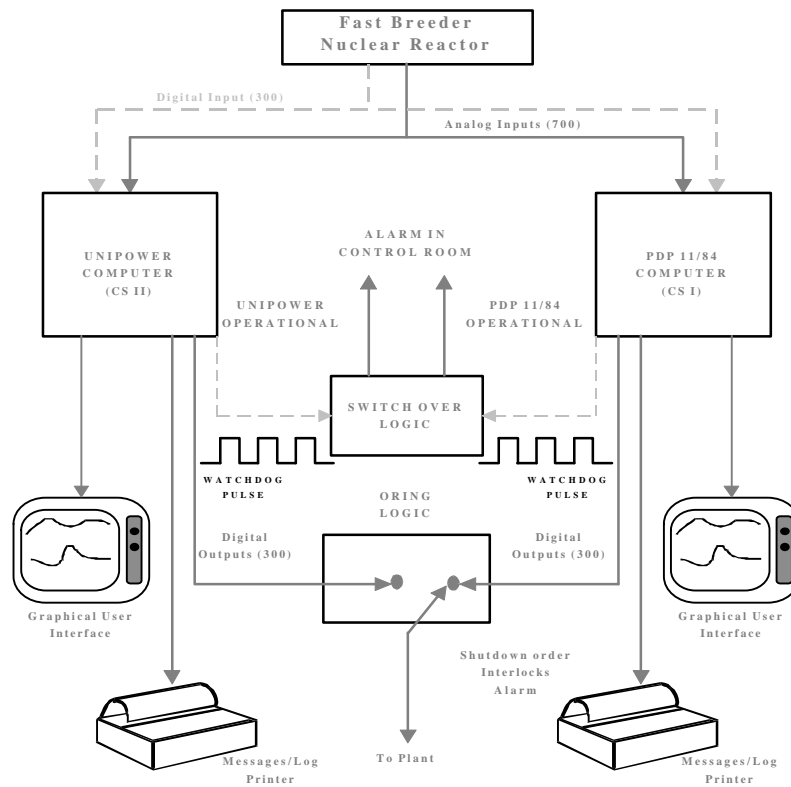 Fast Breeder
Nuclear Reactor
Digital Input (300)
Analog Inputs (700)
UNIPOWER
COMPUTER
(CS II)
ALARM IN
CONTROL ROOM
PDP 11/84
COMPUTER
(CS I)
UNIPOWER
OPERATIONAL
PDP 11/84
OPERATIONAL
SWITCH OVER
LOGIC
WATCHDOG
PULSE
WATCHDOG
PULSE
ORING
LOGIC
Digital
Outputs (300)
Digital
Outputs (300)
Graphical User
Interface
Graphical User
Interface
Shutdown order
Interlocks
Alarm
To Plant
Messages/Log
Printer
Messages/Log
Printer